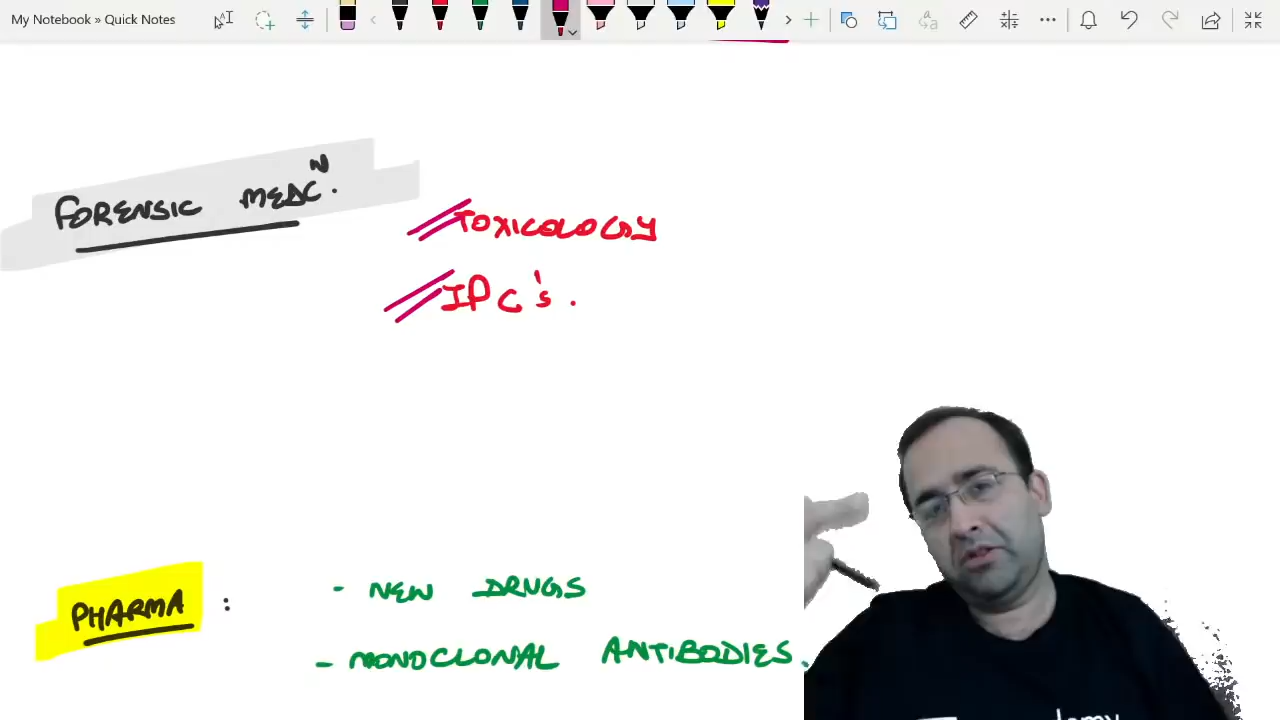 My Notebook » Quick Notes
FORENSIC MEDCN.
TOXICOLOGY
IPC's.
PHARMA :
- NEW DRUGS
- MONOCLONAL ANTIBODIES.